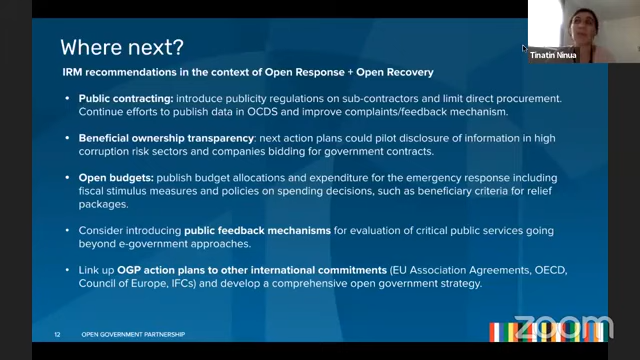 Tinatin Ninua
Where next?
IRM recommendations in the context of Open Response + Open Recovery
• Public contracting: introduce publicity regulations on sub-contractors and limit direct procurement.
Continue efforts to publish data in OCDS and improve complaints/feedback mechanism.
• Beneficial ownership transparency: next action plans could pilot disclosure of information in high
corruption risk sectors and companies bidding for government contracts.
• Open budgets: publish budget allocations and expenditure for the emergency response including
fiscal stimulus measures and policies on spending decisions, such as beneficiary criteria for relief
packages.
• Consider introducing public feedback mechanisms for evaluation of critical public services going
beyond e-government approaches.
• Link up OGP action plans to other international commitments (EU Association Agreements, OECD,
Council of Europe, IFCs) and develop a comprehensive open government strategy.
12 OPEN GOVERNMENT PARTNERSHIP
zoom